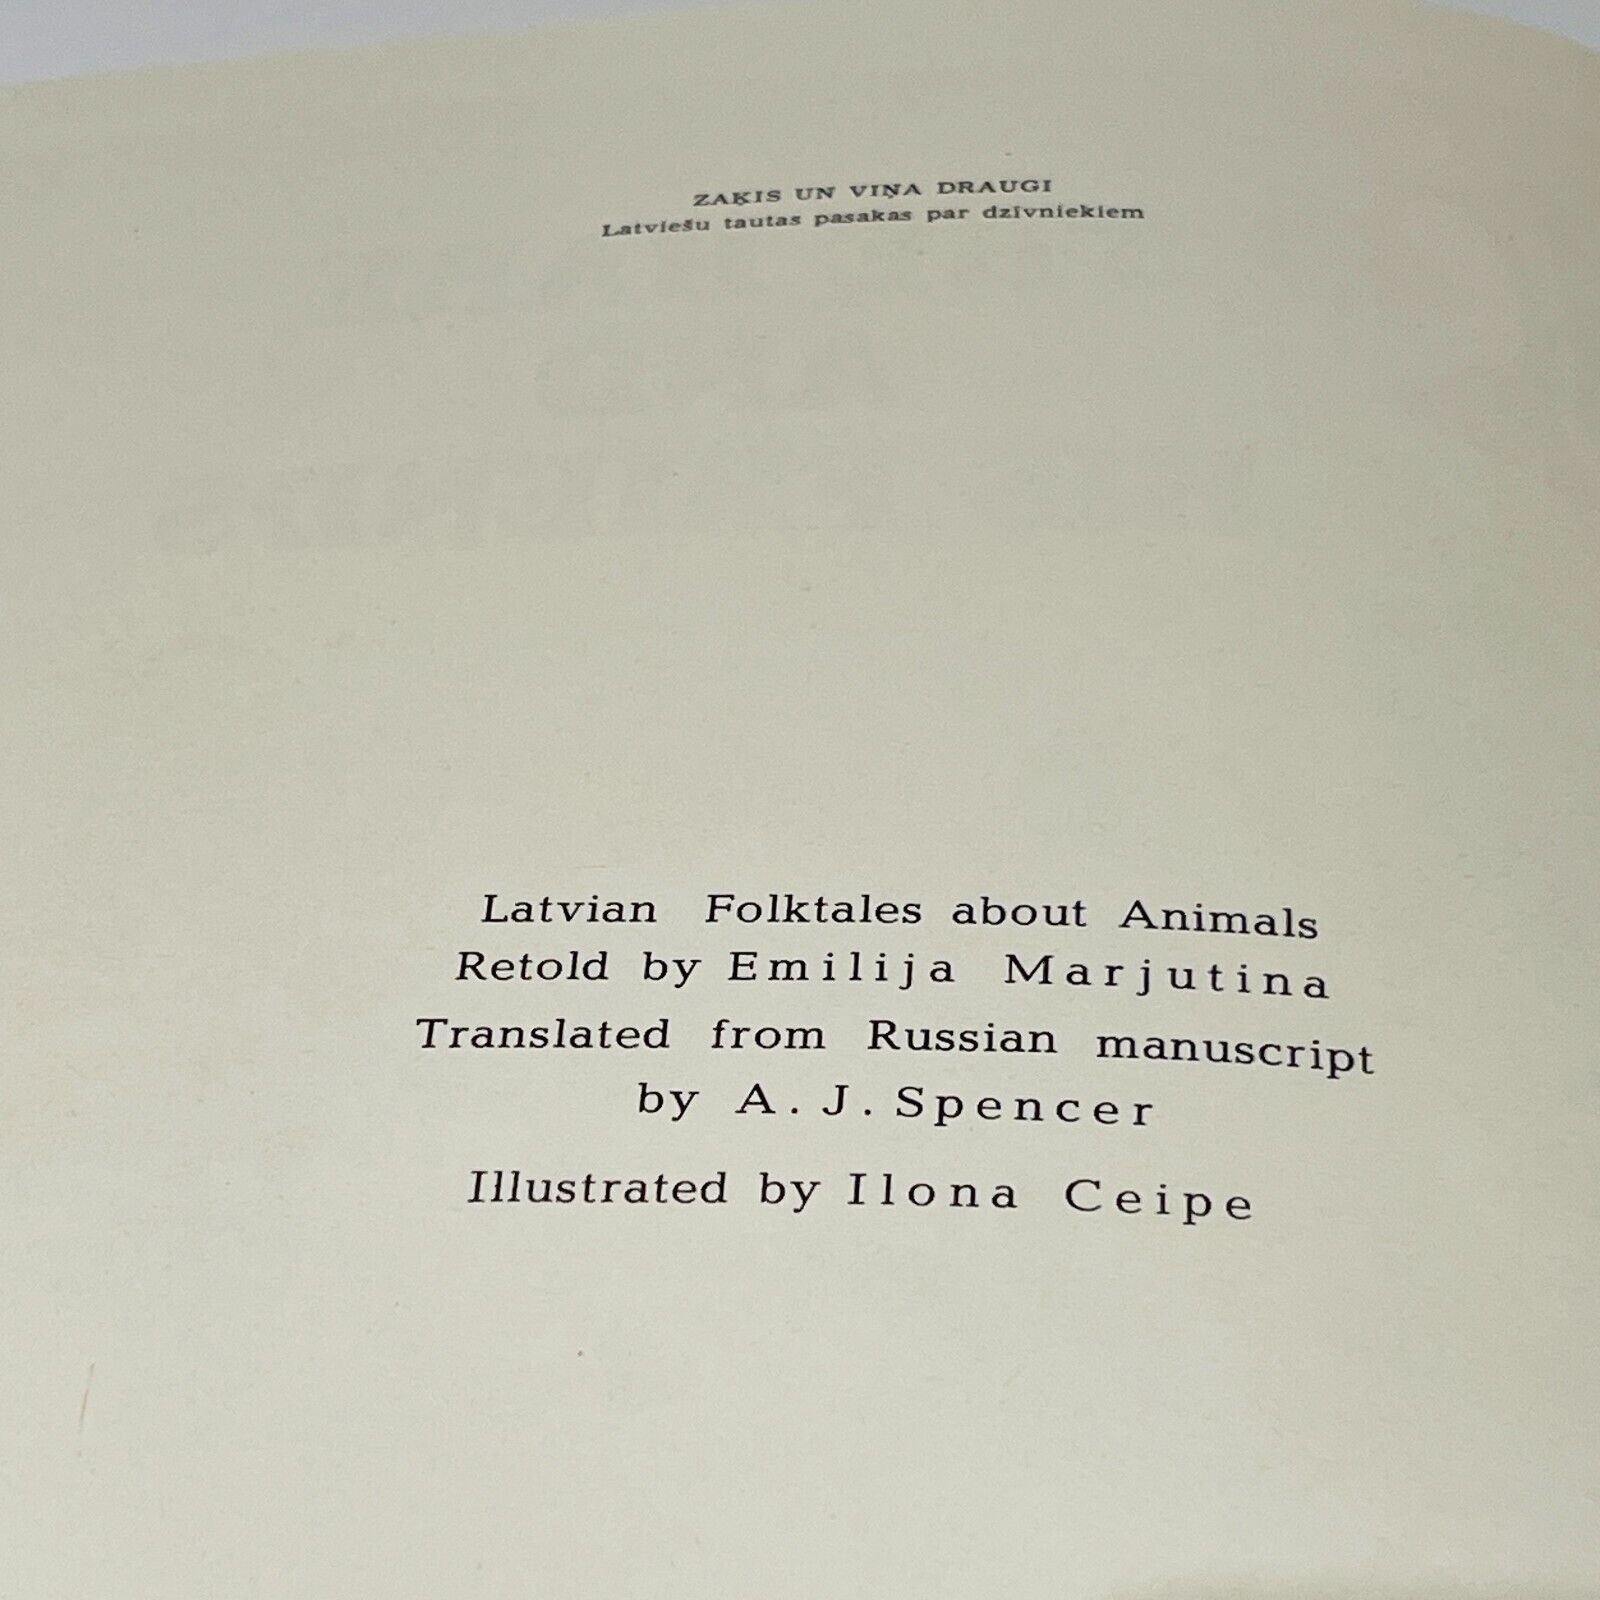 ZAĶIS UN VIŅA DRAUGI
Latviešu tautas pasakas par dzīvniekiem
Latvian Folktales about Animals
Retold by Emilija Marjutina
Translated from Russian manuscript
by A. J. Spencer
Illustrated by Ilona Ceipe